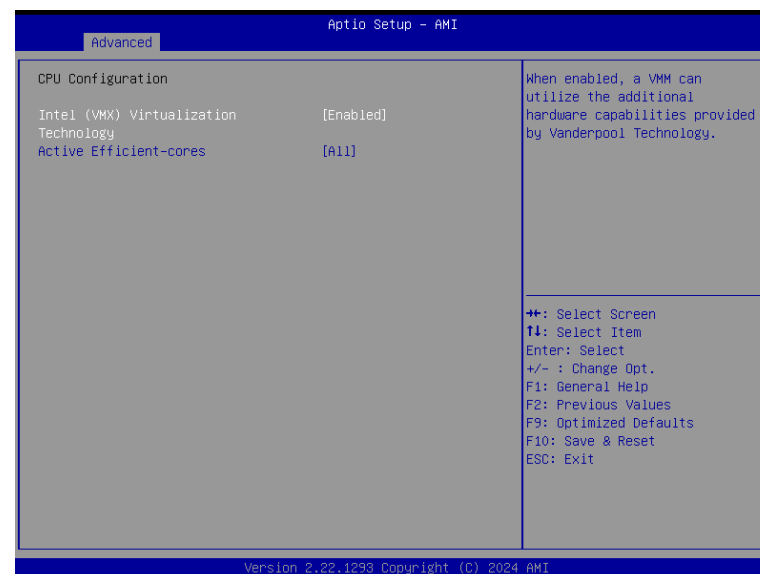 Aptio Setup - AMI
Advanced
CPU Configuration
Intel (VMX) Virtualization [Enabled]
Technology
Active Efficient-cores [All]
When enabled, a VMM can
utilize the additional
hardware capabilities provided
by Vanderpool Technology.
→←: Select Screen
↑↓: Select Item
Enter: Select
+/- : Change Opt.
F1: General Help
F2: Previous Values
F9: Optimized Defaults
F10: Save & Reset
ESC: Exit
Version 2.22.1293 Copyright (C) 2024 AMI